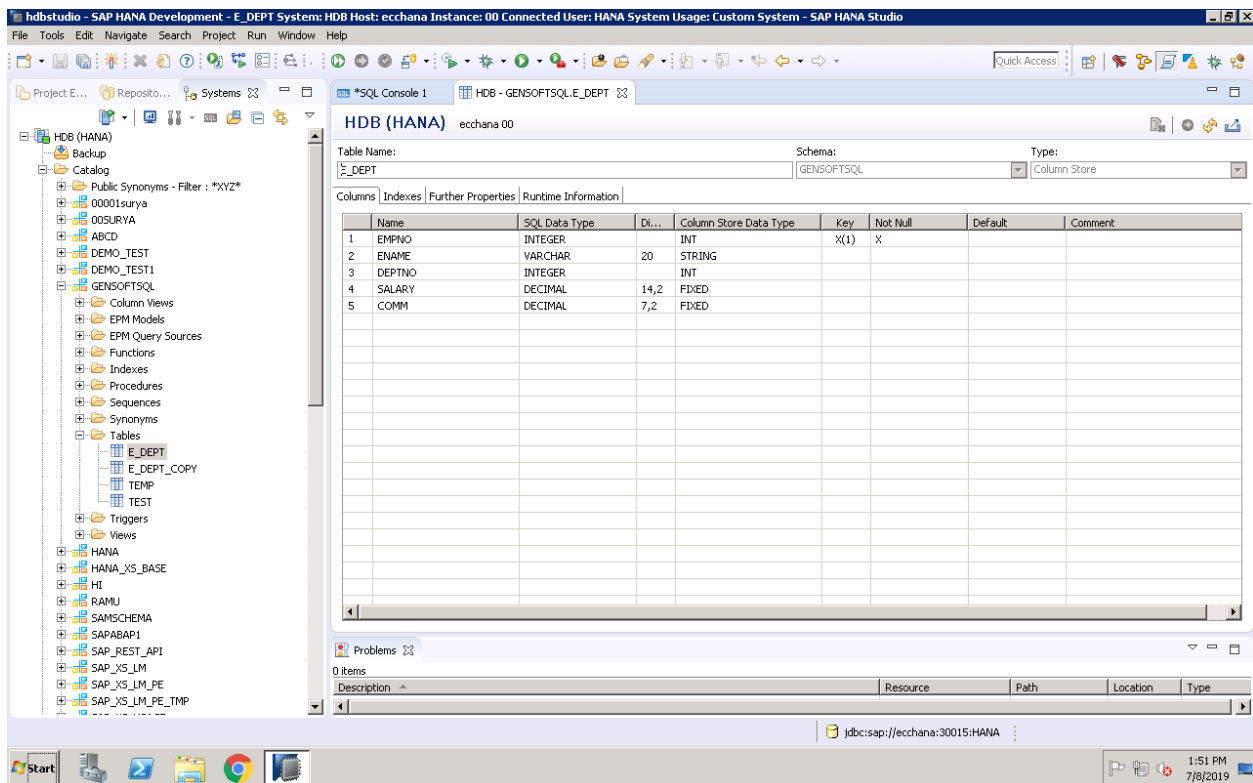 hdbstudio - SAP HANA Development - E_DEPT System: HDB Host: ecchana Instance: 00 Connected User: HANA System Usage: Custom System - SAP HANA Studio
File Tools Edit Navigate Search Project Run Window Help
Quick Access
Project E... Reposito... Systems
*SQL Console 1 HDB - GENSOFTSQL.E_DEPT
HDB (HANA)
Backup
Catalog
Public Synonyms - Filter : *XYZ*
00001surya
00SURYA
ABCD
DEMO_TEST
DEMO_TEST1
GENSOFTSQL
Column Views
EPM Models
EPM Query Sources
Functions
Indexes
Procedures
Sequences
Synonyms
Tables
E_DEPT
E_DEPT_COPY
TEMP
TEST
Triggers
Views
HANA
HANA_XS_BASE
HI
RAMU
SAMSCHEMA
SAPABAP1
SAP_REST_API
SAP_XS_LM
SAP_XS_LM_PE
SAP_XS_LM_PE_TMP
HDB (HANA) ecchana 00
Table Name: Schema: Type:
E_DEPT GENSOFTSQL Column Store
Columns Indexes Further Properties Runtime Information
Name SQL Data Type Di... Column Store Data Type Key Not Null Default Comment
1 EMPNO INTEGER INT X(1) X
2 ENAME VARCHAR 20 STRING
3 DEPTNO INTEGER INT
4 SALARY DECIMAL 14,2 FIXED
5 COMM DECIMAL 7,2 FIXED
Problems
0 items
Description Resource Path Location Type
jdbc:sap://ecchana:30015:HANA
Start
1:51 PM
7/8/2019